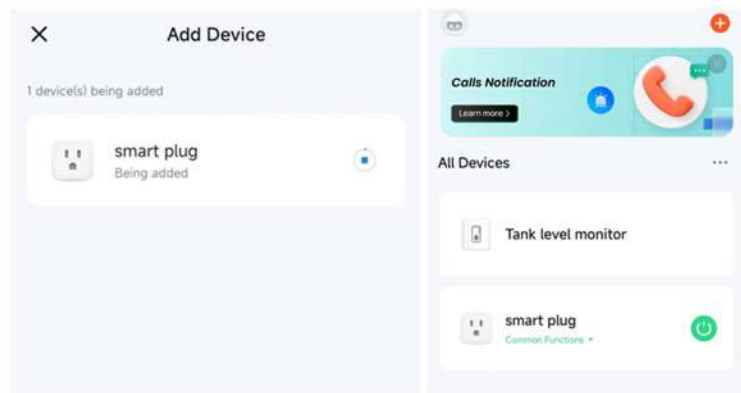 Add Device
1 device(s) being added
smart plug
Being added
Calls Notification
Learn more >
All Devices
Tank level monitor
smart plug
Common Functions